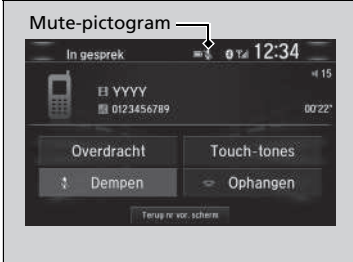 Mute-pictogram
In gesprek 12:34
15
YYYY
0123456789 00'22"
Overdracht Touch-tones
Dempen Ophangen
Terug nr vor. scherm